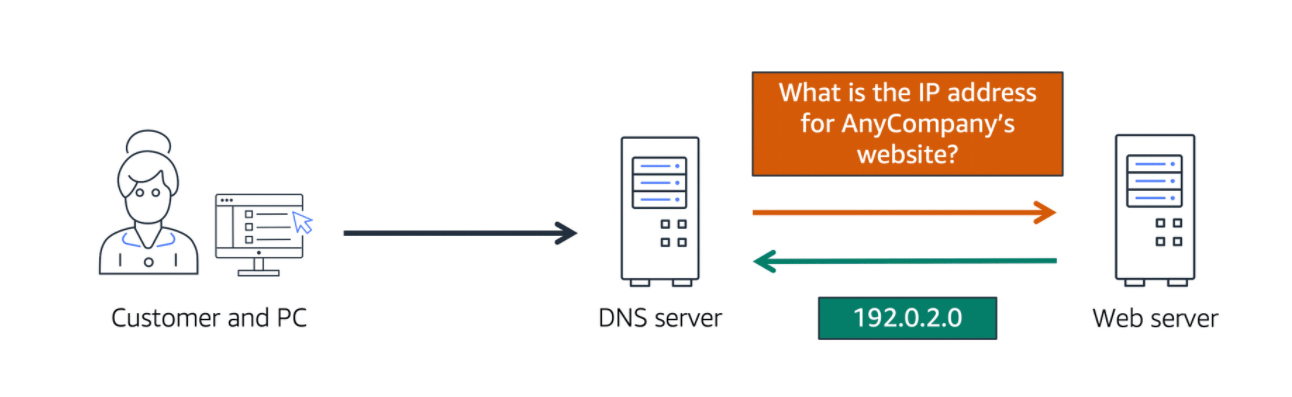 What is the IP address
for AnyCompany's
website?
192.0.2.0
Customer and PC
DNS server
Web server